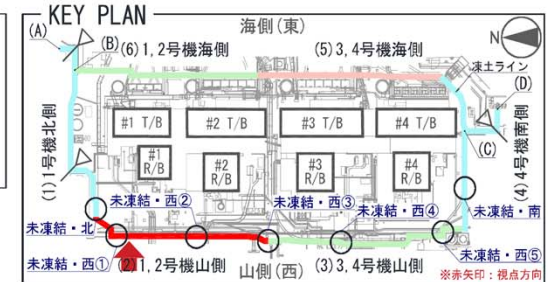 KEY PLAN
海側(東)
N
(A)
(B)
(6)1,2号機海側
(5)3,4号機海側
凍土ライン
(D)
#1 T/B
#2 T/B
#3 T/B
#4 T/B
(C)
(1)1号機北側
(4)4号機南側
#1
R/B
#2
R/B
#3
R/B
#4
R/B
未凍結・西②
未凍結・西③
未凍結・西④
未凍結・南
未凍結・北
未凍結・西①
(2)1,2号機山側
山側(西)
(3)3,4号機山側
未凍結・西⑤
※赤矢印：視点方向